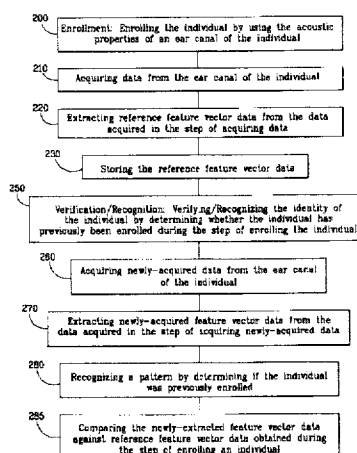 200
Enrollment: Enrolling the individual by using the acoustic
properties of an ear canal of the individual
210
Acquiring data from the ear canal of the individual
220
Extracting reference feature vector data from the data
acquired in the step of acquiring data
230
Storing the reference feature vector data
250
Verification/Recognition: Verifying/Recognizing the identity of
the individual by determining whether the individual has
previously been enrolled during the step of enrolling the individual
260
Acquiring newly-acquired data from the ear canal
of the individual
270
Extracting newly-acquired feature vector data from the
data acquired in the step of acquiring newly-acquired data
280
Recognizing a pattern by determining if the individual
was previously enrolled
285
Comparing the newly-extracted feature vector data
against reference feature vector data obtained during
the step of enrolling an individual